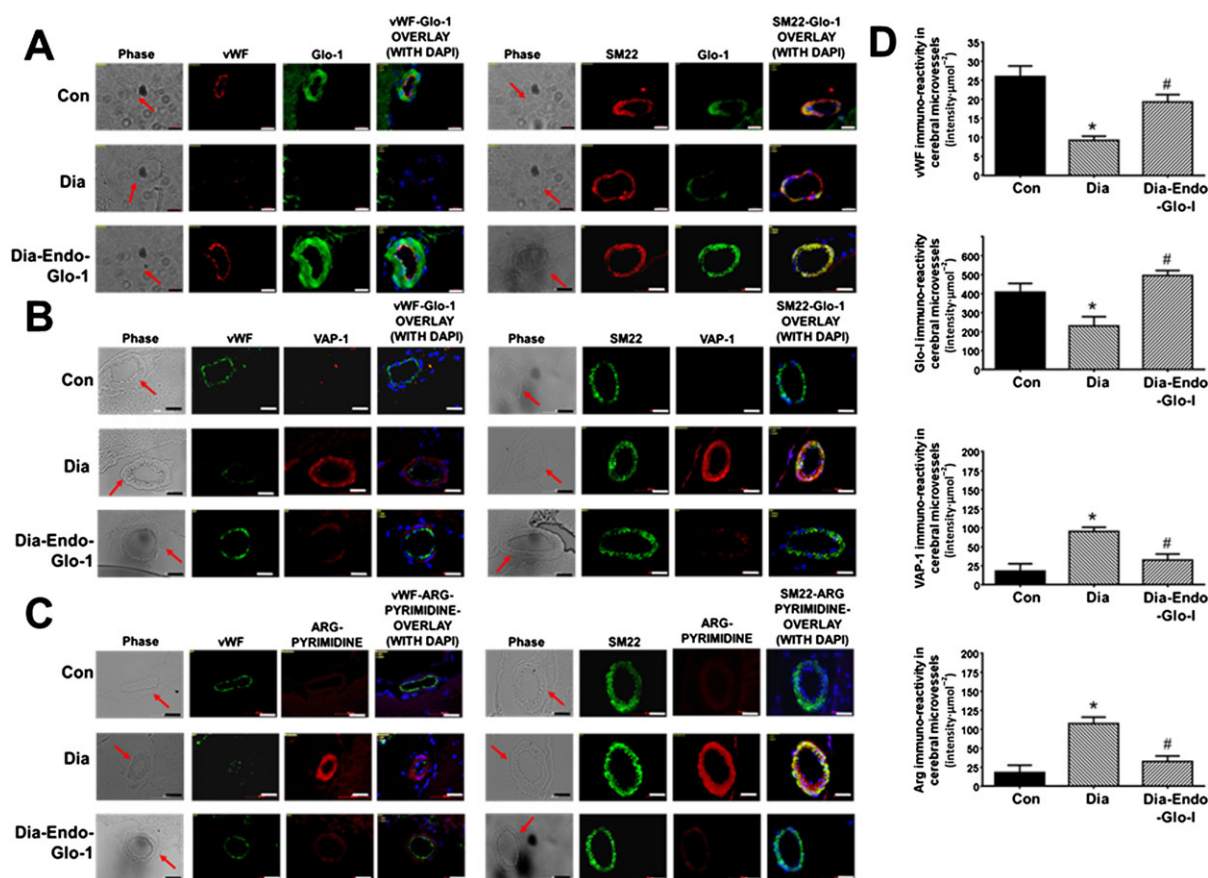 A
Phase
vWF
Glo-1
vWF-Glo-1
OVERLAY
(WITH DAPI)
Phase
SM22
Glo-1
SM22-Glo-1
OVERLAY
(WITH DAPI)
Con
Dia
Dia-Endo-
Glo-1
B
Phase
vWF
VAP-1
vWF-Glo-1
OVERLAY
(WITH DAPI)
Phase
SM22
VAP-1
SM22-Glo-1
OVERLAY
(WITH DAPI)
Con
Dia
Dia-Endo-
Glo-1
C
Phase
vWF
ARG-
PYRIMIDINE
vWF-ARG-
PYRIMIDINE-
OVERLAY
(WITH DAPI)
Phase
SM22
ARG-
PYRIMIDINE
SM22-ARG
PYRIMIDINE-
OVERLAY
(WITH DAPI)
Con
Dia
Dia-Endo-
Glo-1
D
vWF immuno-reactivity in
cerebral microvessels
(intensity·µmol⁻²)
35
30
25
20
15
10
5
0
*
#
Con
Dia
Dia-Endo
-Glo-I
Glo-I immuno-reactivity
cerebral microvessels
(intensity·µmol⁻²)
600
500
400
300
200
100
0
*
#
Con
Dia
Dia-Endo
-Glo-I
VAP-1 immuno-reactivity in
cerebral microvessels
(intensity·µmol⁻²)
200
175
150
125
100
75
50
25
0
*
#
Con
Dia
Dia-Endo
-Glo-I
Arg immuno-reactivity in
cerebral microvessels
(intensity·µmol⁻²)
200
175
150
125
100
75
50
25
0
*
#
Con
Dia
Dia-Endo
-Glo-I